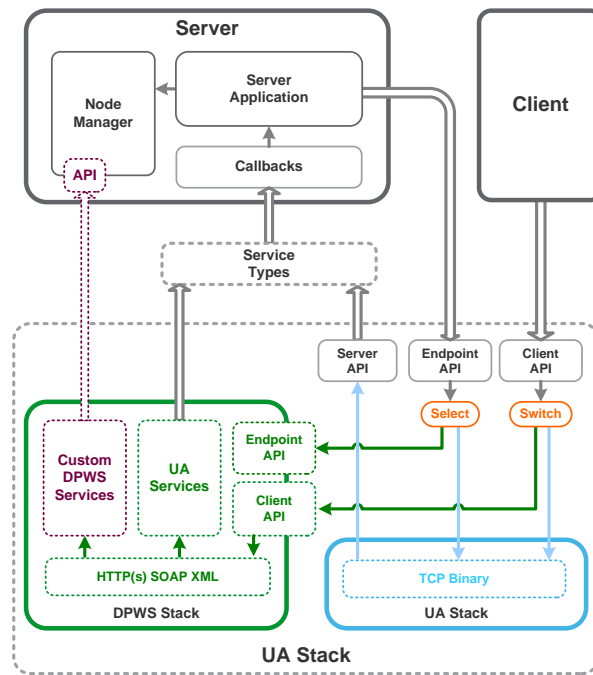 Server
Node
Manager
Server
Application
Client
API
Callbacks
Service
Types
Server
API
Endpoint
API
Client
API
Select
Switch
Custom
DPWS
Services
UA
Services
Endpoint
API
Client
API
HTTP(s) SOAP XML
TCP Binary
DPWS Stack
UA Stack
UA Stack